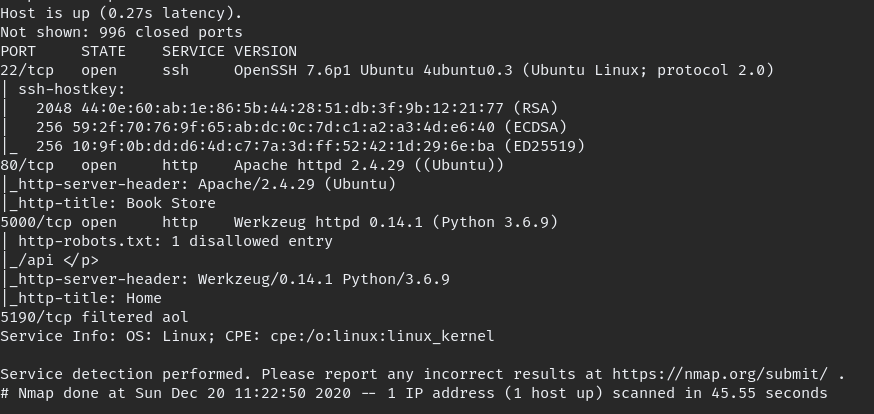 Host is up (0.27s latency).
Not shown: 996 closed ports
PORT     STATE    SERVICE VERSION
22/tcp   open     ssh     OpenSSH 7.6p1 Ubuntu 4ubuntu0.3 (Ubuntu Linux; protocol 2.0)
| ssh-hostkey:
|   2048 44:0e:60:ab:1e:86:5b:44:28:51:db:3f:9b:12:21:77 (RSA)
|   256 59:2f:70:76:9f:65:ab:dc:0c:7d:c1:a2:a3:4d:e6:40 (ECDSA)
|_  256 10:9f:0b:dd:d6:4d:c7:7a:3d:ff:52:42:1d:29:6e:ba (ED25519)
80/tcp   open     http    Apache httpd 2.4.29 ((Ubuntu))
|_http-server-header: Apache/2.4.29 (Ubuntu)
|_http-title: Book Store
5000/tcp open     http    Werkzeug httpd 0.14.1 (Python 3.6.9)
| http-robots.txt: 1 disallowed entry
|_/api </p>
|_http-server-header: Werkzeug/0.14.1 Python/3.6.9
|_http-title: Home
5190/tcp filtered aol
Service Info: OS: Linux; CPE: cpe:/o:linux:linux_kernel
Service detection performed. Please report any incorrect results at https://nmap.org/submit/ .
# Nmap done at Sun Dec 20 11:22:50 2020 -- 1 IP address (1 host up) scanned in 45.55 seconds